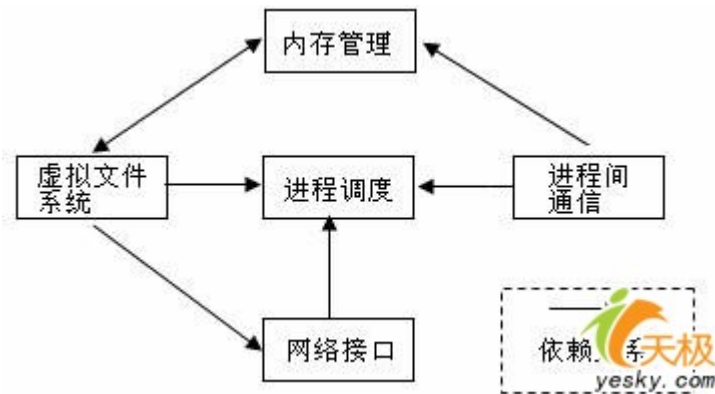 内存管理
虚拟文件
系统
进程调度
进程间
通信
网络接口
依赖
系
天极
yesky.com